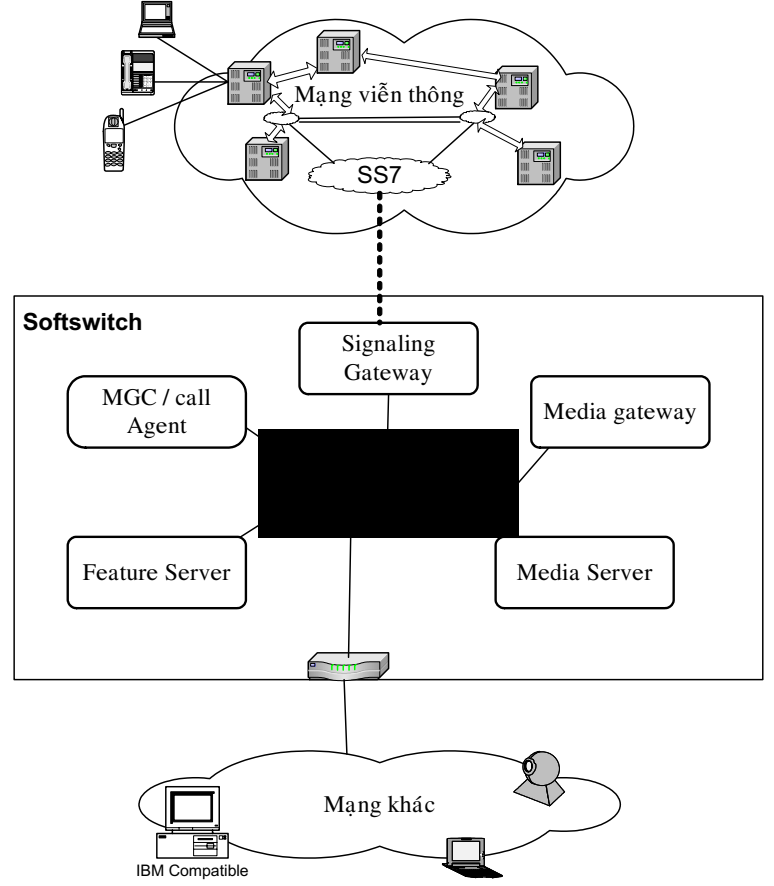 Mạng viễn thông
SS7
Softswitch
Signaling
Gateway
MGC / call
Agent
Media gateway
Feature Server
Media Server
Mạng khác
IBM Compatible